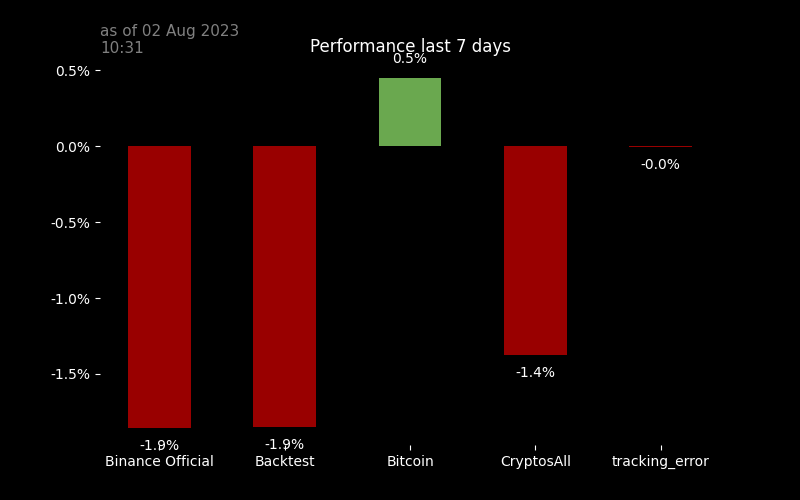 as of 02 Aug 2023
10:31
Performance last 7 days
0.5%
0.5%
0.0%
-0.0%
-0.5%
-1.0%
-1.5%
-1.4%
-1.9%
-1.9%
Binance Official
Backtest
Bitcoin
CryptosAll
tracking_error